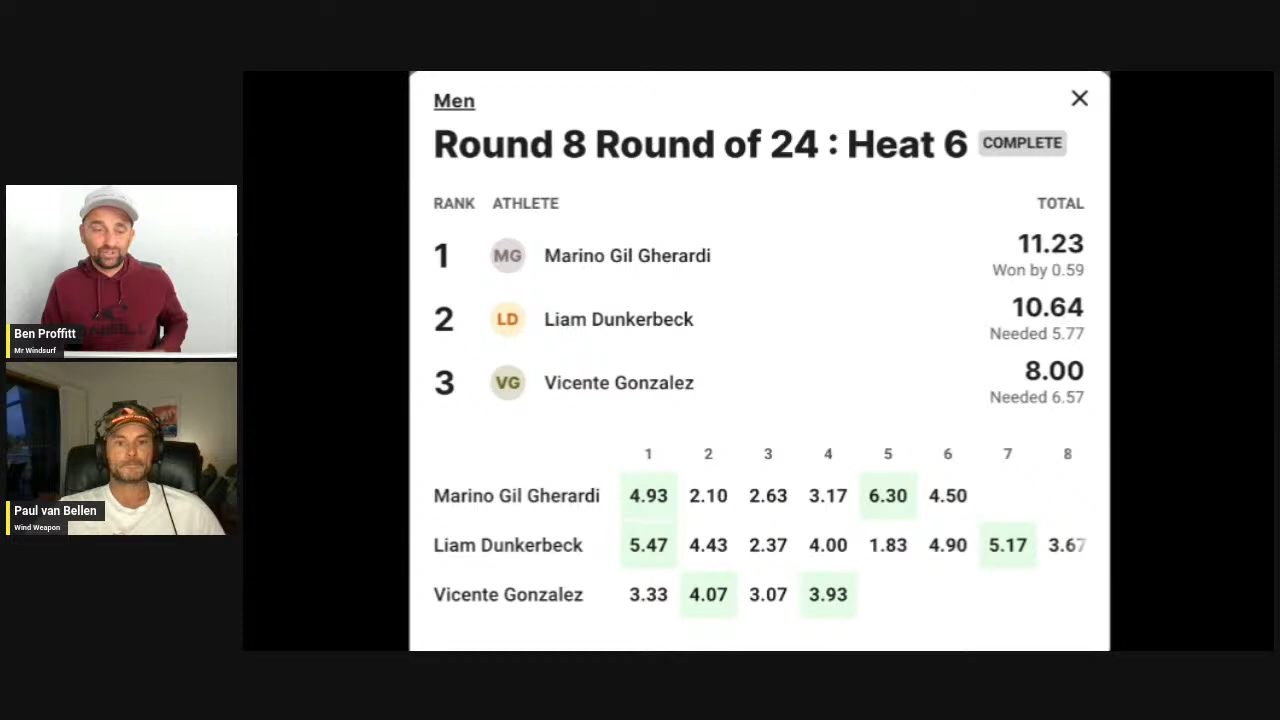 Men
Round 8 Round of 24 : Heat 6 COMPLETE
RANK ATHLETE TOTAL
1 MG Marino Gil Gherardi 11.23
Won by 0.59
2 LD Liam Dunkerbeck 10.64
Needed 5.77
3 VG Vicente Gonzalez 8.00
Needed 6.57
1 2 3 4 5 6 7 8
Marino Gil Gherardi 4.93 2.10 2.63 3.17 6.30 4.50
Liam Dunkerbeck 5.47 4.43 2.37 4.00 1.83 4.90 5.17 3.67
Vicente Gonzalez 3.33 4.07 3.07 3.93
Ben Proffitt
Mr Windsurf
Paul van Bellen
Wind Weapon